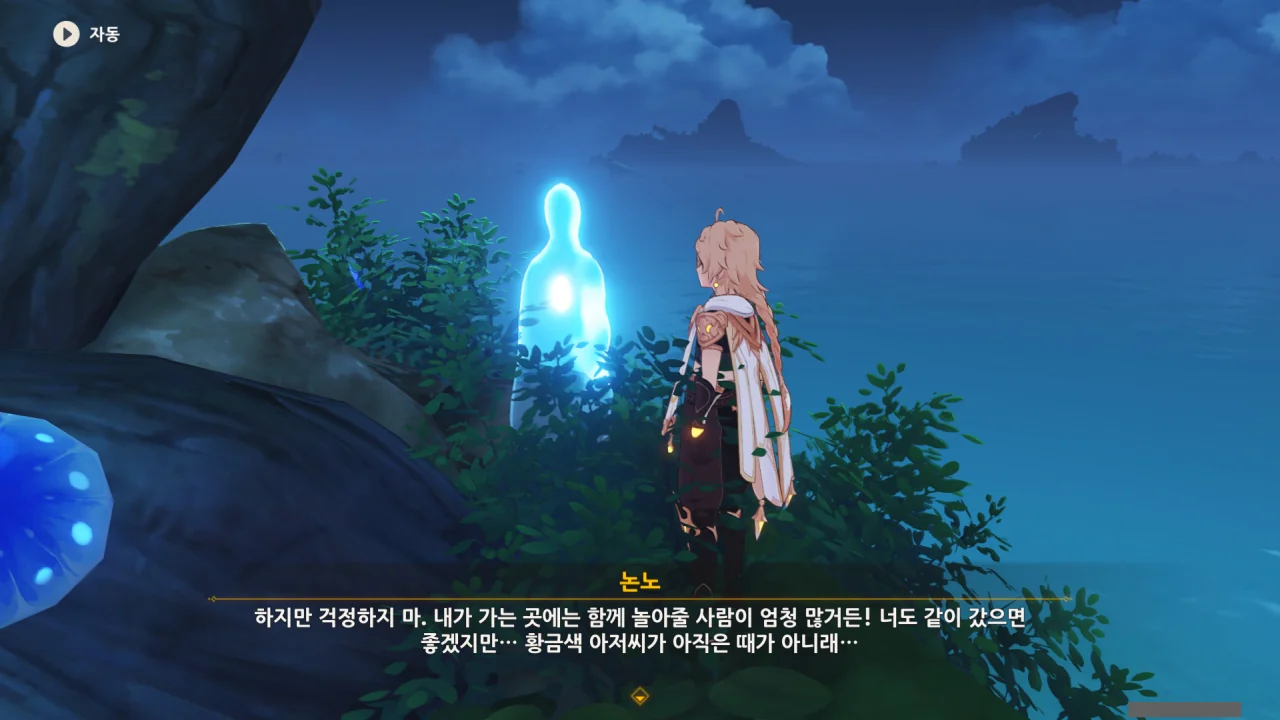 자동
논노
하지만 걱정하지 마. 내가 가는 곳에는 함께 놀아줄 사람이 엄청 많거든! 너도 같이 갔으면
좋겠지만… 황금색 아저씨가 아직은 때가 아니래…